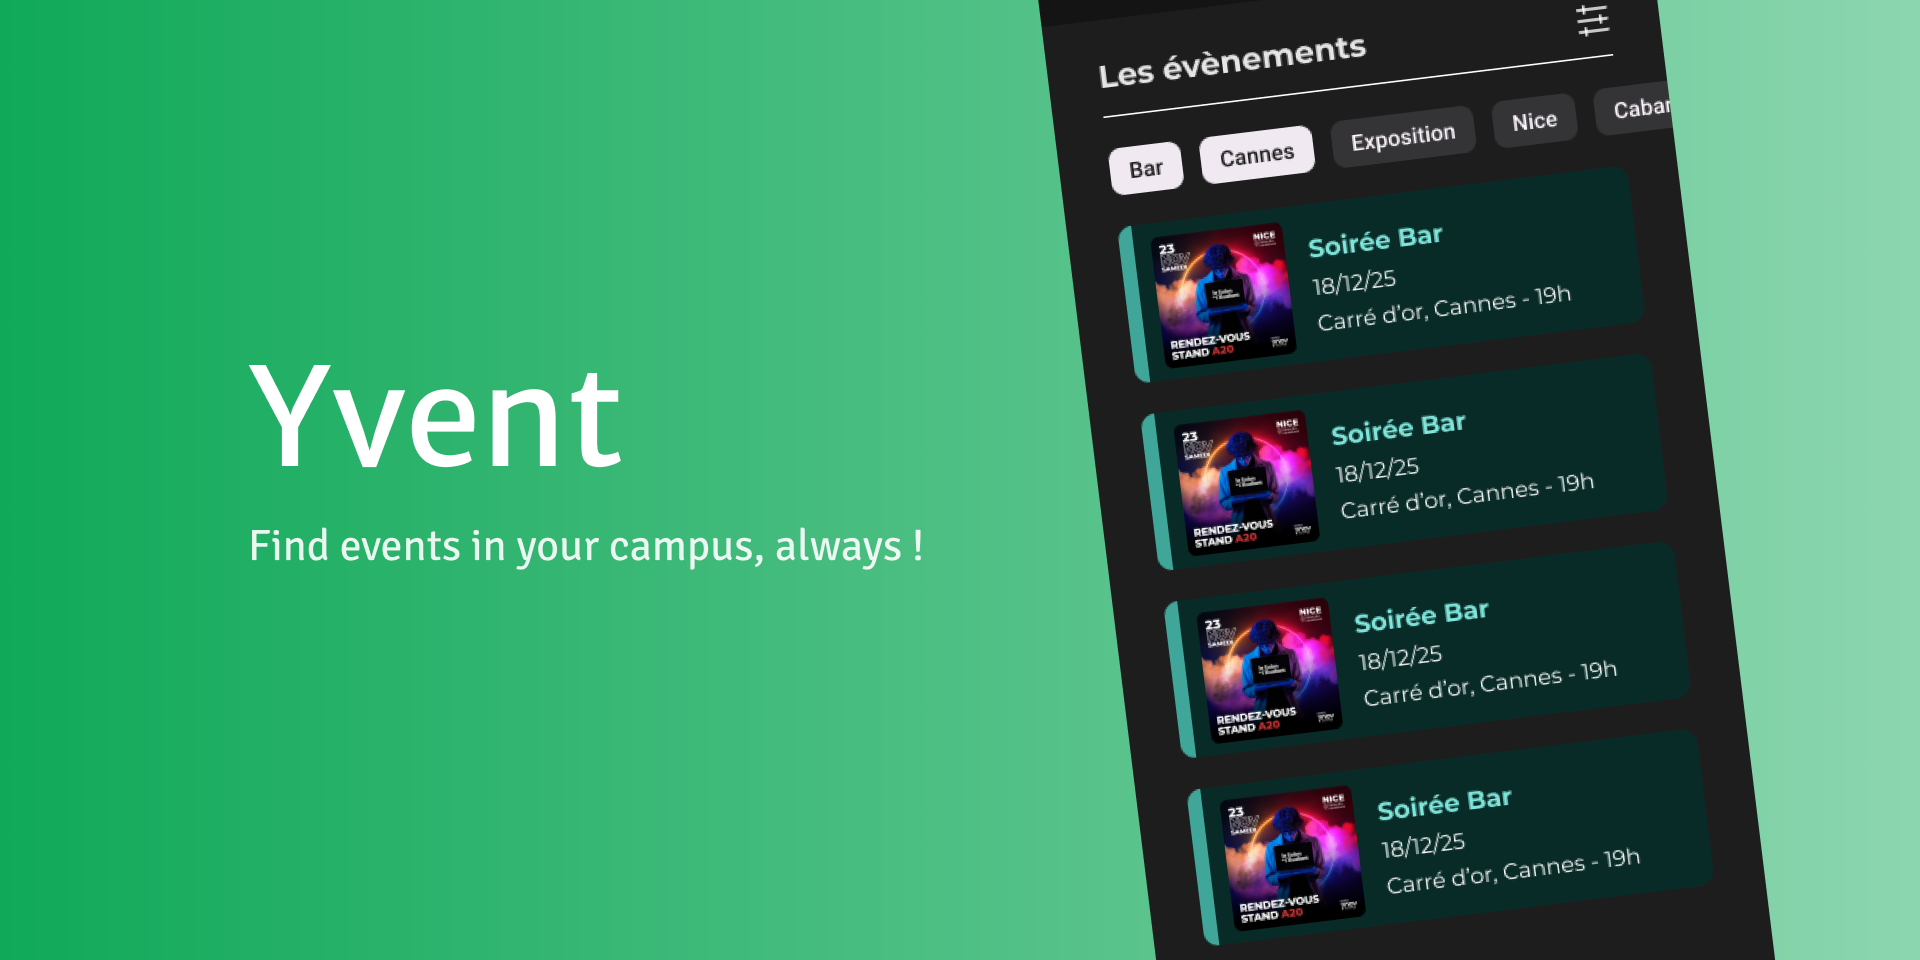 Yvent
Find events in your campus, always !
Les évènements
Bar
Cannes
Exposition
Nice
Cabar
23
NOV
SAMEDI
NICE
RENDEZ-VOUS
STAND A20
Soirée Bar
18/12/25
Carré d'or, Cannes - 19h
23
NOV
SAMEDI
NICE
RENDEZ-VOUS
STAND A20
Soirée Bar
18/12/25
Carré d'or, Cannes - 19h
23
NOV
SAMEDI
NICE
RENDEZ-VOUS
STAND A20
Soirée Bar
18/12/25
Carré d'or, Cannes - 19h
23
NOV
SAMEDI
NICE
RENDEZ-VOUS
STAND A20
Soirée Bar
18/12/25
Carré d'or, Cannes - 19h